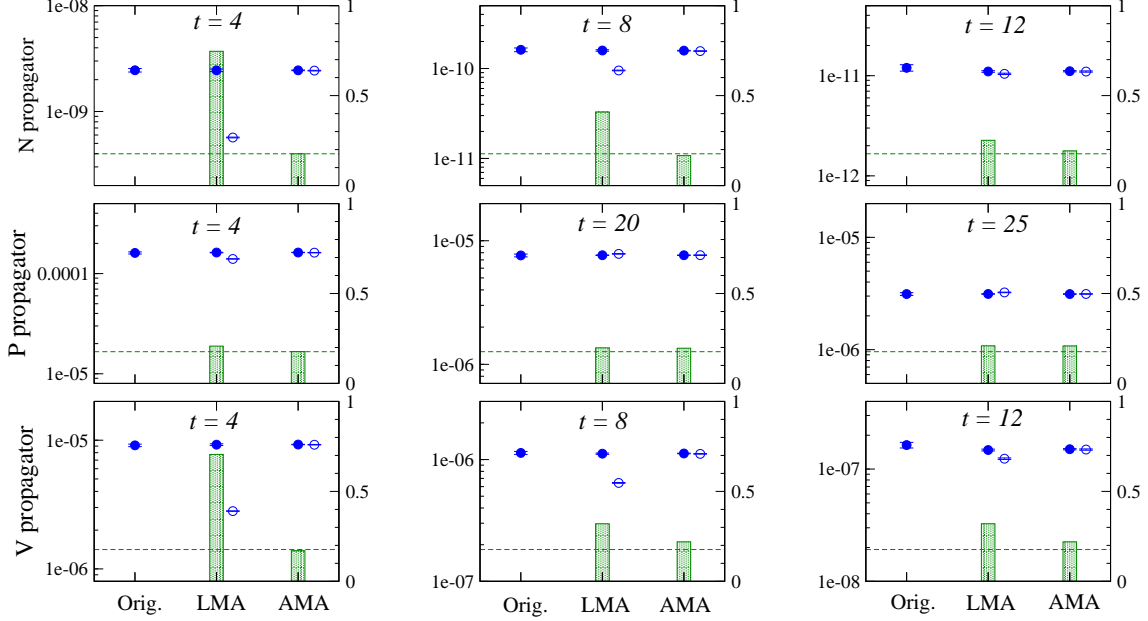 N propagator
1e-08
1e-09
t = 4
1
0.5
0
1e-10
1e-11
t = 8
1
0.5
0
1e-11
1e-12
t = 12
1
0.5
0
P propagator
0.0001
1e-05
t = 4
1
0.5
0
1e-05
1e-06
t = 20
1
0.5
0
1e-05
1e-06
t = 25
1
0.5
0
V propagator
1e-05
1e-06
t = 4
1
0.5
0
1e-06
1e-07
t = 8
1
0.5
0
1e-07
1e-08
t = 12
1
0.5
0
Orig. LMA AMA
Orig. LMA AMA
Orig. LMA AMA